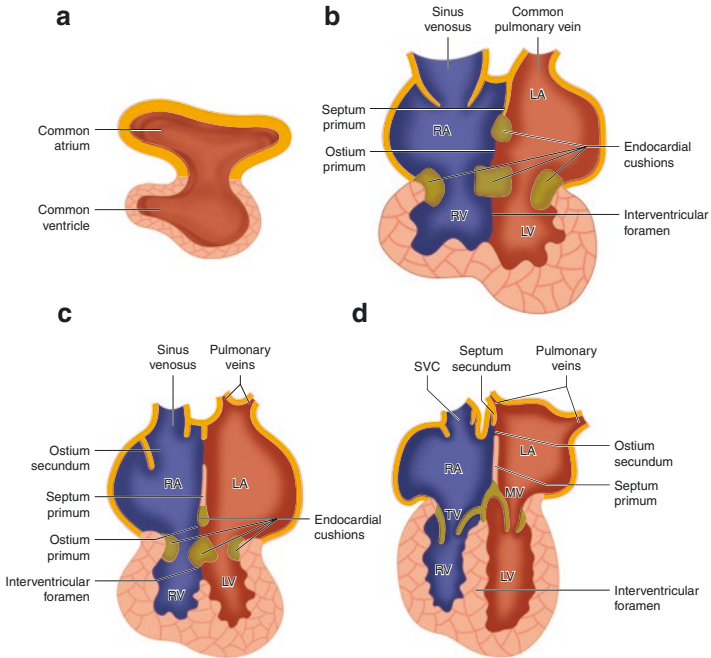 a
Common
atrium
Common
ventricle
b
Sinus
venosus
Common
pulmonary vein
Septum
primum
Ostium
primum
RA
LA
RV
LV
Endocardial
cushions
Interventricular
foramen
c
Sinus
venosus
Pulmonary
veins
Ostium
secundum
Septum
primum
Ostium
primum
Interventricular
foramen
RA
LA
RV
LV
Endocardial
cushions
d
SVC
Septum
secundum
Pulmonary
veins
RA
LA
TV
MV
RV
LV
Ostium
secundum
Septum
primum
Interventricular
foramen